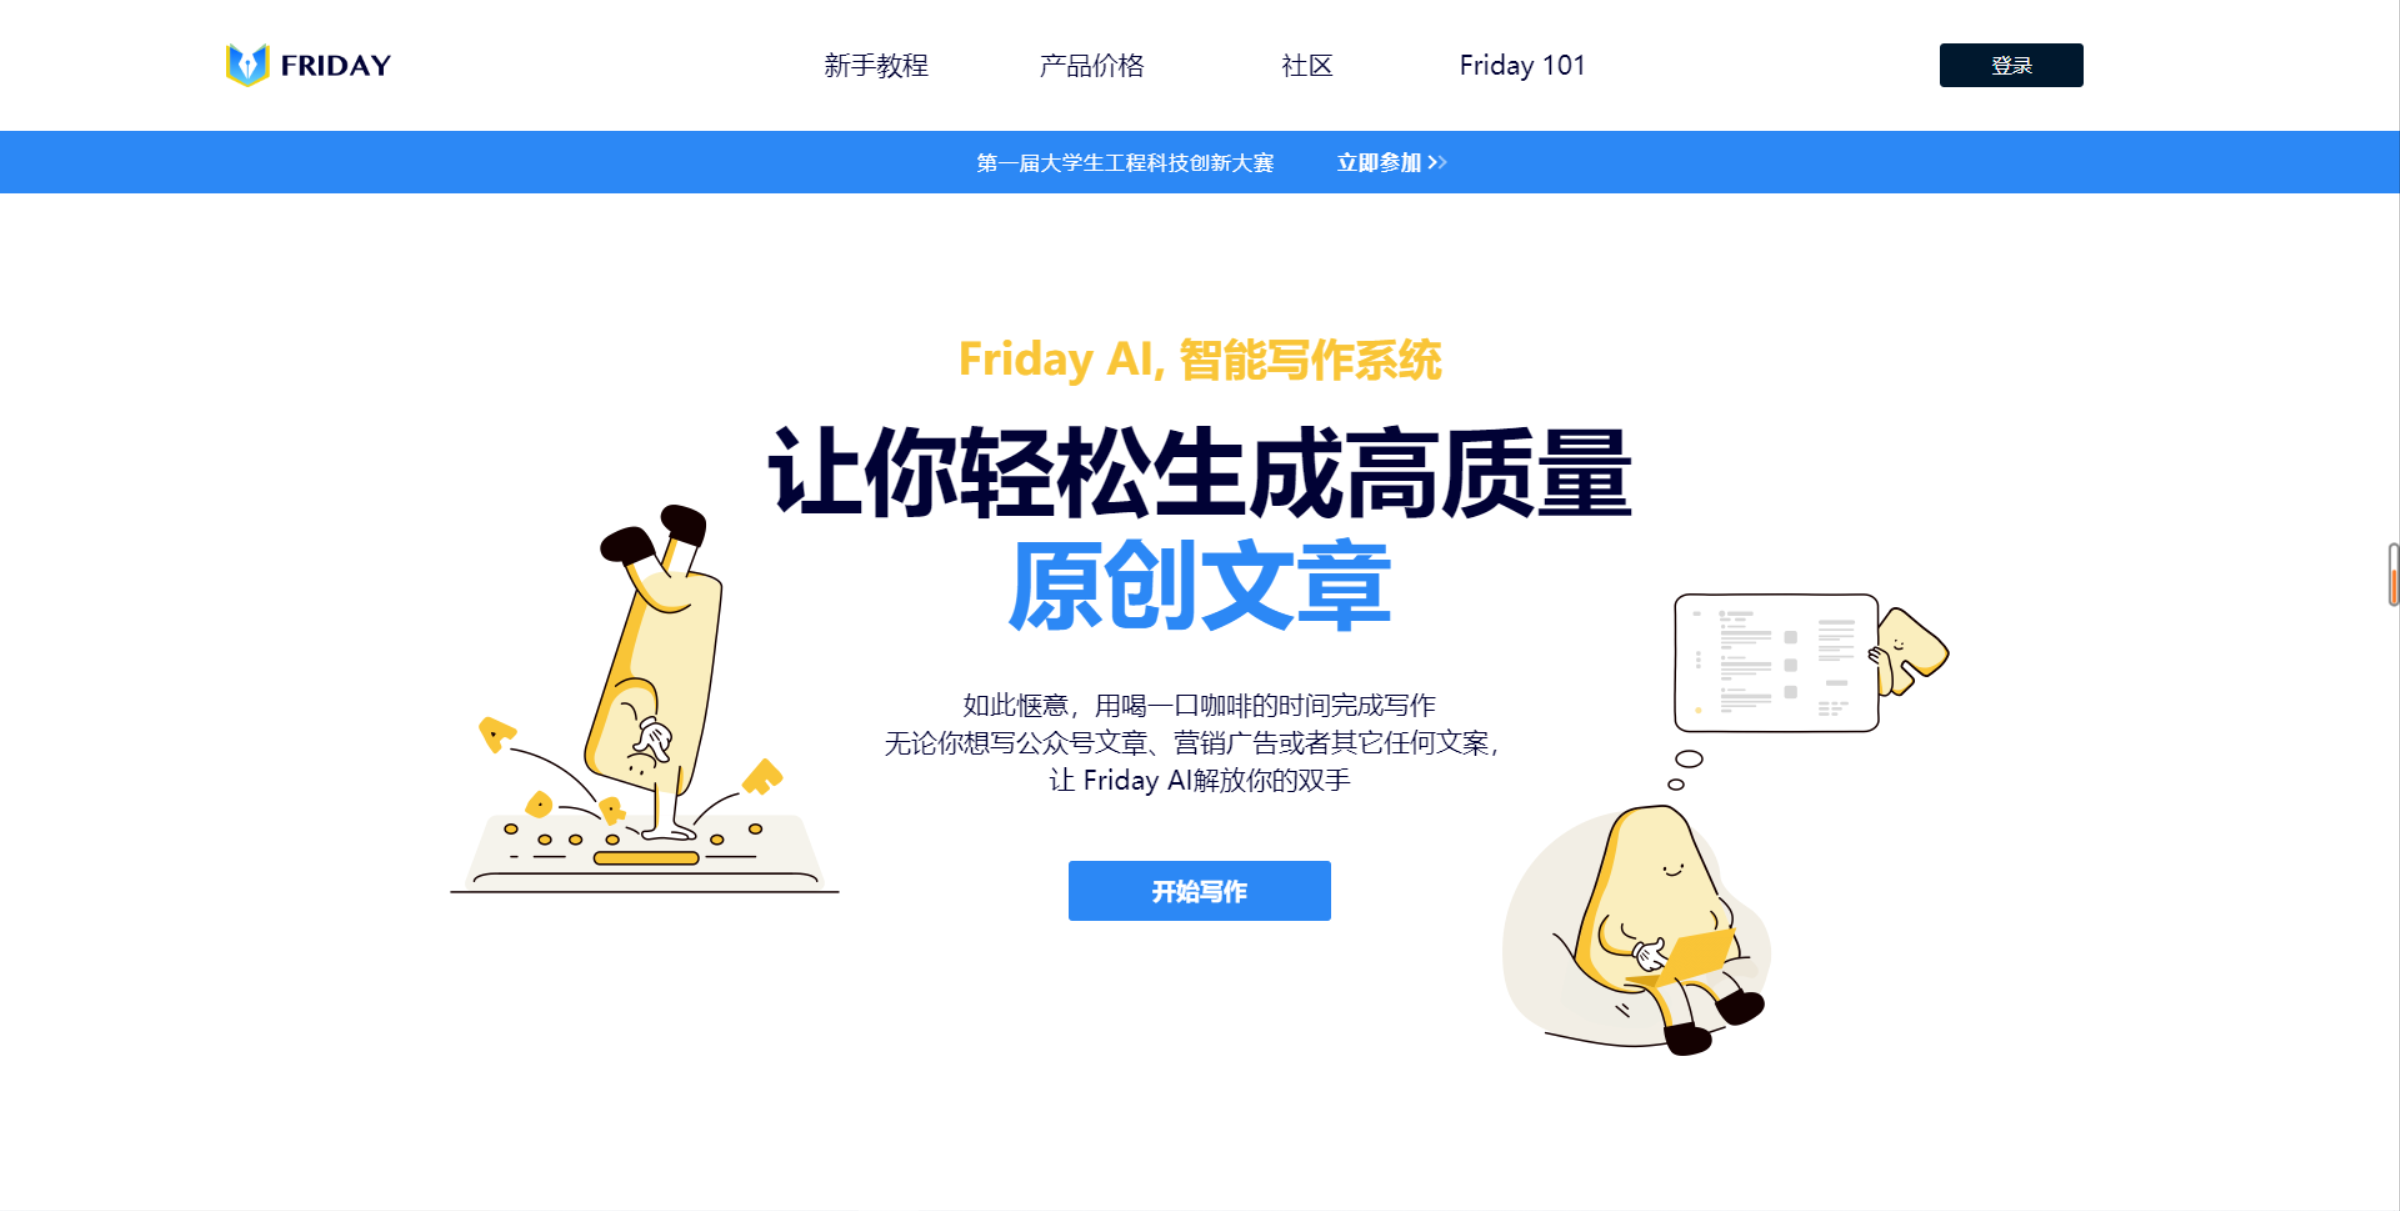 FRIDAY
新手教程
产品价格
社区
Friday 101
登录
第一届大学生工程科技创新大赛
立即参加
Friday AI, 智能写作系统
让你轻松生成高质量
原创文章
如此惬意，用喝一口咖啡的时间完成写作
无论你想写公众号文章、营销广告或者其它任何文案，
让 Friday AI解放你的双手
A
D
R
F
开始写作